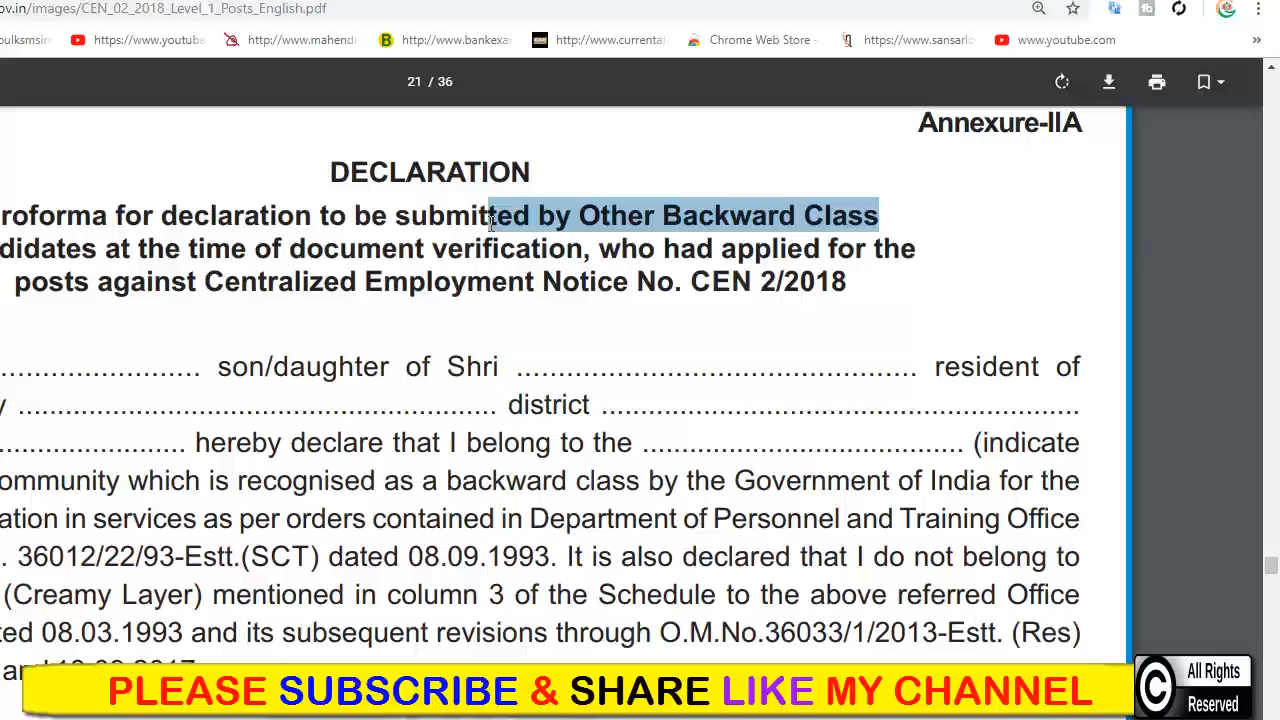 ov.in/images/CEN_02_2018_Level_1_Posts_English.pdf
oulksmsin https://www.youtube http://www.mahend http://www.bankexa http://www.currenta Chrome Web Store - https://www.sansarlo www.youtube.com »
21 / 36
Annexure-IIA
DECLARATION
roforma for declaration to be submitted by Other Backward Class
didates at the time of document verification, who had applied for the
posts against Centralized Employment Notice No. CEN 2/2018
........................ son/daughter of Shri ............................................. resident of
y ...................................................... district ......................................................
........................ hereby declare that I belong to the ...................................... (indicate
ommunity which is recognised as a backward class by the Government of India for the
ation in services as per orders contained in Department of Personnel and Training Office
. 36012/22/93-Estt.(SCT) dated 08.09.1993. It is also declared that I do not belong to
(Creamy Layer) mentioned in column 3 of the Schedule to the above referred Office
ted 08.03.1993 and its subsequent revisions through O.M.No.36033/1/2013-Estt. (Res)
PLEASE SUBSCRIBE & SHARE LIKE MY CHANNEL
All Rights
Reserved